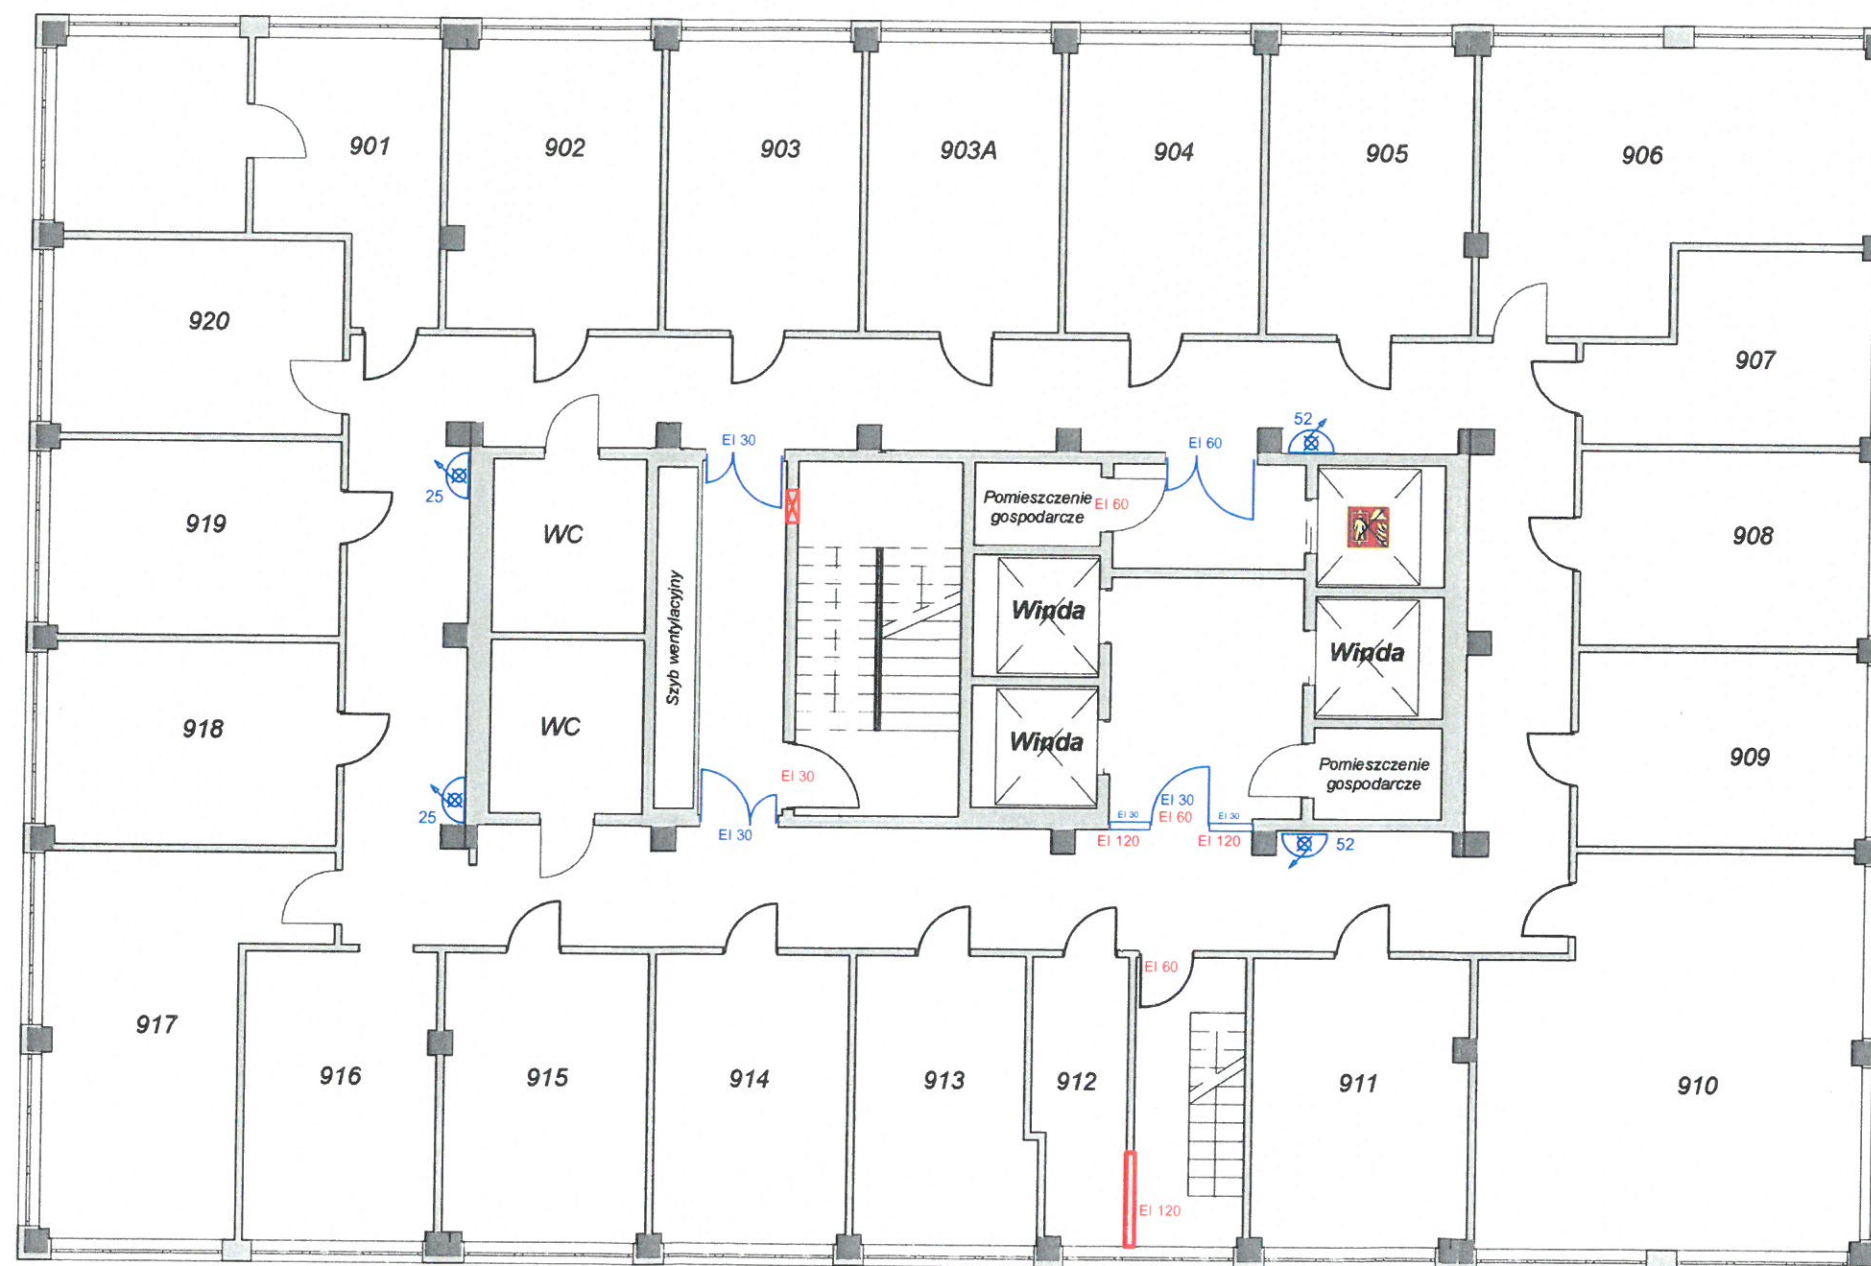 901
902
903
903A
904
905
906
920
907
52
EI 30
EI 60
25
Pomieszczenie
gospodarcze
EI 60
919
WC
908
Szyb wentylacyjny
Winda
Winda
918
WC
Winda
909
EI 30
Pomieszczenie
gospodarcze
25
EI 30
EI 30
EI 30
EI 60
EI 30
EI 120
EI 120
52
EI 60
917
916
915
914
913
912
911
910
EI 120